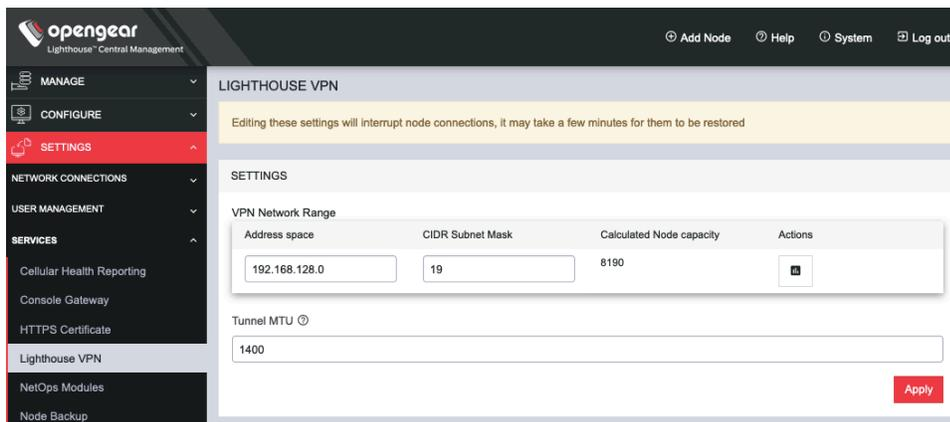 opengear
Lighthouse™ Central Management
Add Node Help System Log out
MANAGE
CONFIGURE
SETTINGS
NETWORK CONNECTIONS
USER MANAGEMENT
SERVICES
Cellular Health Reporting
Console Gateway
HTTPS Certificate
Lighthouse VPN
NetOps Modules
Node Backup
LIGHTHOUSE VPN
Editing these settings will interrupt node connections, it may take a few minutes for them to be restored
SETTINGS
VPN Network Range
Address space CIDR Subnet Mask Calculated Node capacity Actions
192.168.128.0 19 8190
Tunnel MTU
1400
Apply